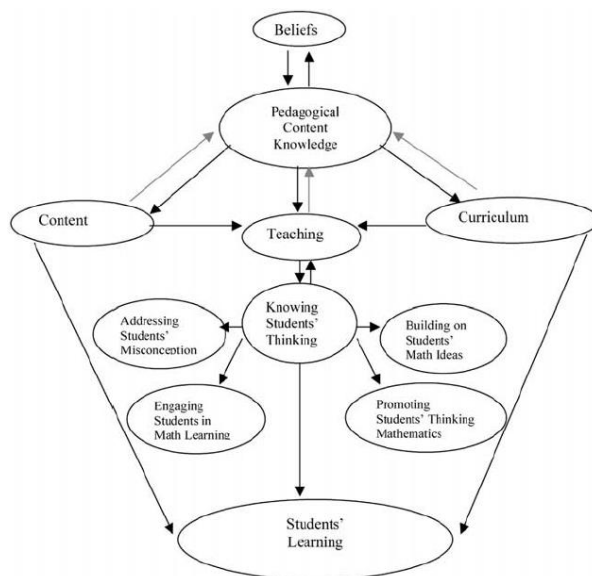 Beliefs
Pedagogical
Content
Knowledge
Content
Curriculum
Teaching
Knowing
Students'
Thinking
Addressing
Students'
Misconception
Building on
Students'
Math Ideas
Engaging
Students in
Math Learning
Promoting
Students' Thinking
Mathematics
Students'
Learning